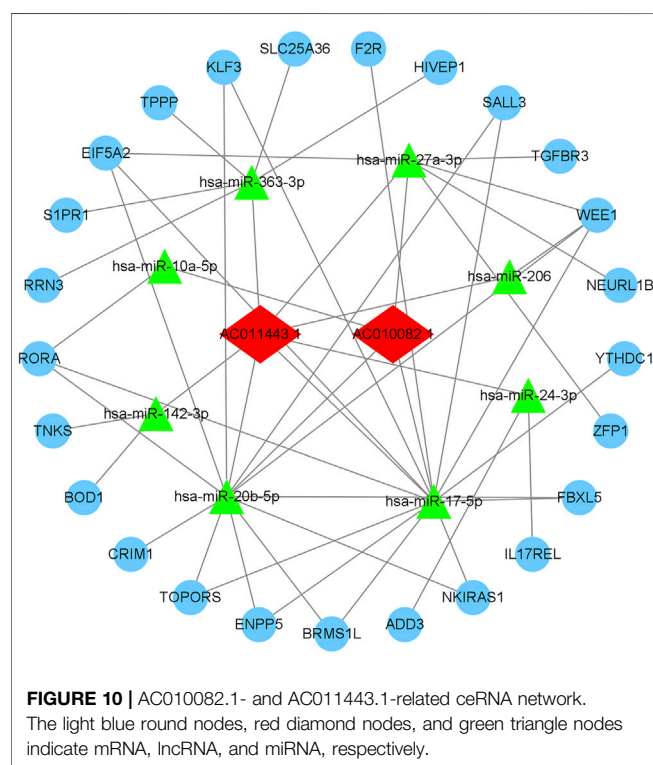 SLC25A36
F2R
KLF3
HIVEP1
TPPP
SALL3
EIF5A2
hsa-miR-27a-3p
TGFBR3
hsa-miR-363-3p
S1PR1
WEE1
hsa-miR-10a-5p
hsa-miR-206
RRN3
NEURL1B
AC011443.1
AC010082.1
RORA
YTHDC1
hsa-miR-24-3p
hsa-miR-142-3p
TNKS
ZFP1
BOD1
hsa-miR-20b-5p
hsa-miR-17-5p
FBXL5
CRIM1
IL17REL
TOPORS
NKIRAS1
ENPP5
BRMS1L
ADD3
FIGURE 10 | AC010082.1- and AC011443.1-related ceRNA network.
The light blue round nodes, red diamond nodes, and green triangle nodes
indicate mRNA, lncRNA, and miRNA, respectively.